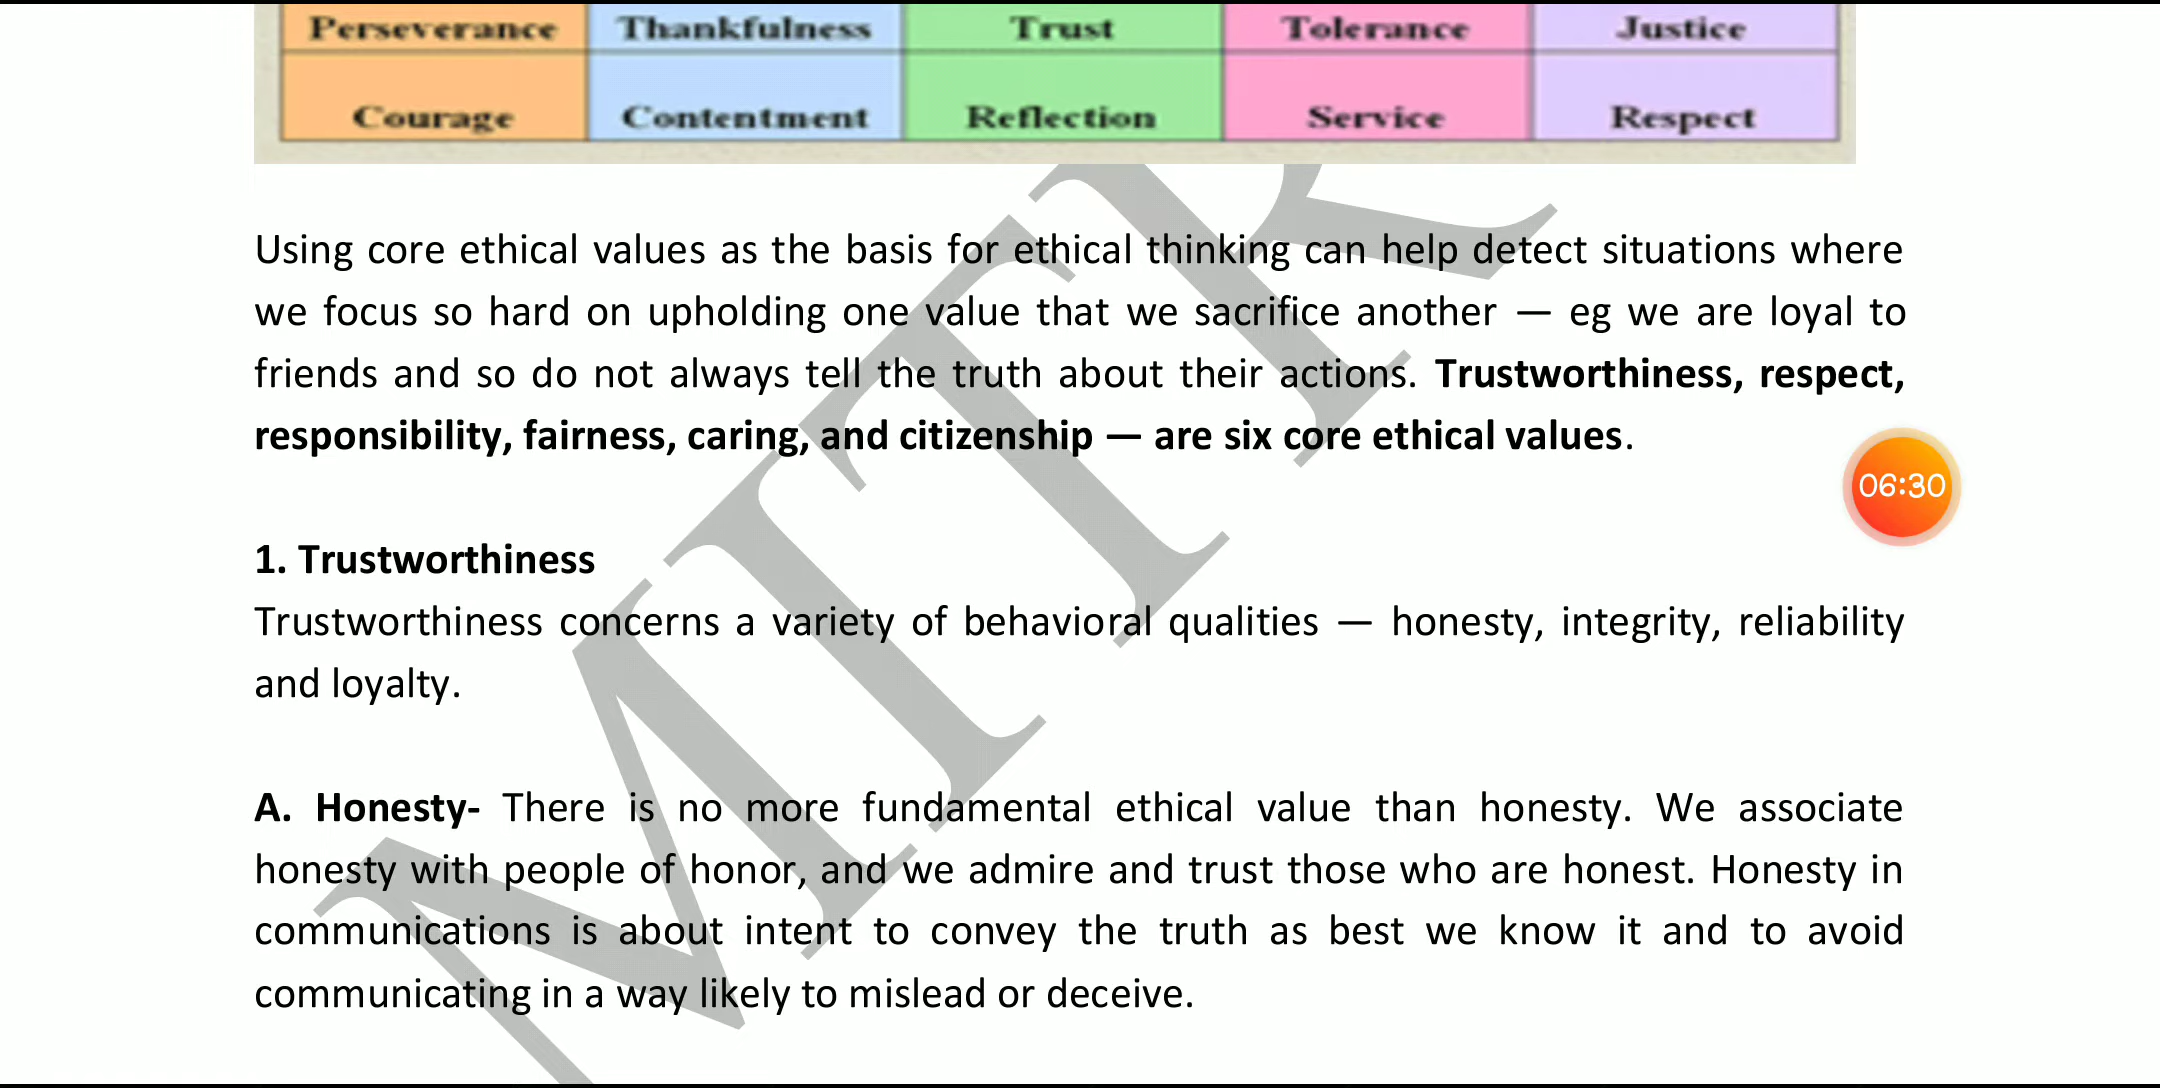 Perseverance Thankfulness Trust Tolerance Justice
Courage Contentment Reflection Service Respect
Using core ethical values as the basis for ethical thinking can help detect situations where
we focus so hard on upholding one value that we sacrifice another — eg we are loyal to
friends and so do not always tell the truth about their actions. Trustworthiness, respect,
responsibility, fairness, caring, and citizenship — are six core ethical values.
06:30
1. Trustworthiness
Trustworthiness concerns a variety of behavioral qualities — honesty, integrity, reliability
and loyalty.
A. Honesty- There is no more fundamental ethical value than honesty. We associate
honesty with people of honor, and we admire and trust those who are honest. Honesty in
communications is about intent to convey the truth as best we know it and to avoid
communicating in a way likely to mislead or deceive.
MITR